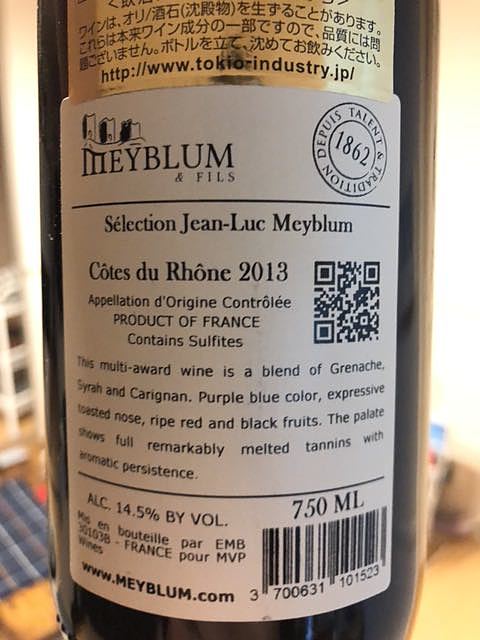 ワインは、オリ/酒石(沈殿物)を生ずることがあります。
これらは本来ワイン成分の一部ですので、品質には問
題ございません。ボトルを立て、沈めてお飲みください。
http://www.tokio-industry.jp/
MEYBLUM
& FILS
DEPUIS TALENT & TRADITION
1862
Sélection Jean-Luc Meyblum
Côtes du Rhône 2013
Appellation d'Origine Contrôlée
PRODUCT OF FRANCE
Contains Sulfites
This multi-award wine is a blend of Grenache,
Syrah and Carignan. Purple blue color, expressive
toasted nose, ripe red and black fruits. The palate
shows full remarkably melted tannins with
aromatic persistence.
ALC. 14.5% BY VOL.
750 ML
Mis en bouteille par EMB
30103B - FRANCE pour MVP
Wines
www.MEYBLUM.com
3 700631 101523